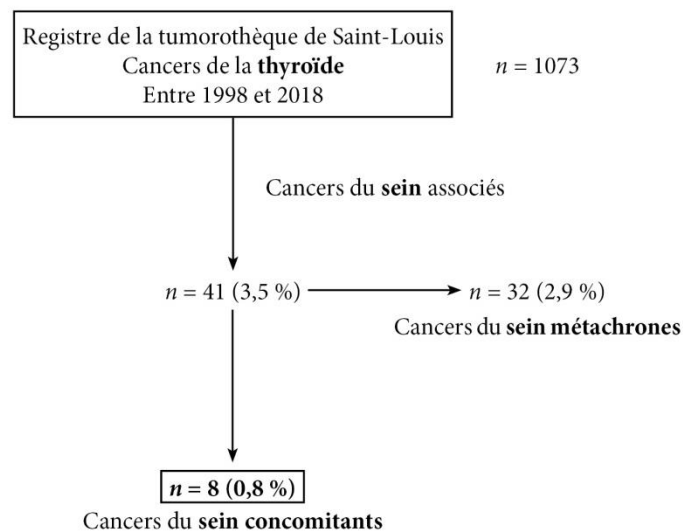 Registre de la tumorothèque de Saint-Louis
Cancers de la thyroïde
Entre 1998 et 2018
n = 1073
Cancers du sein associés
n = 41 (3,5 %)
n = 32 (2,9 %)
Cancers du sein métachrones
n = 8 (0,8 %)
Cancers du sein concomitants